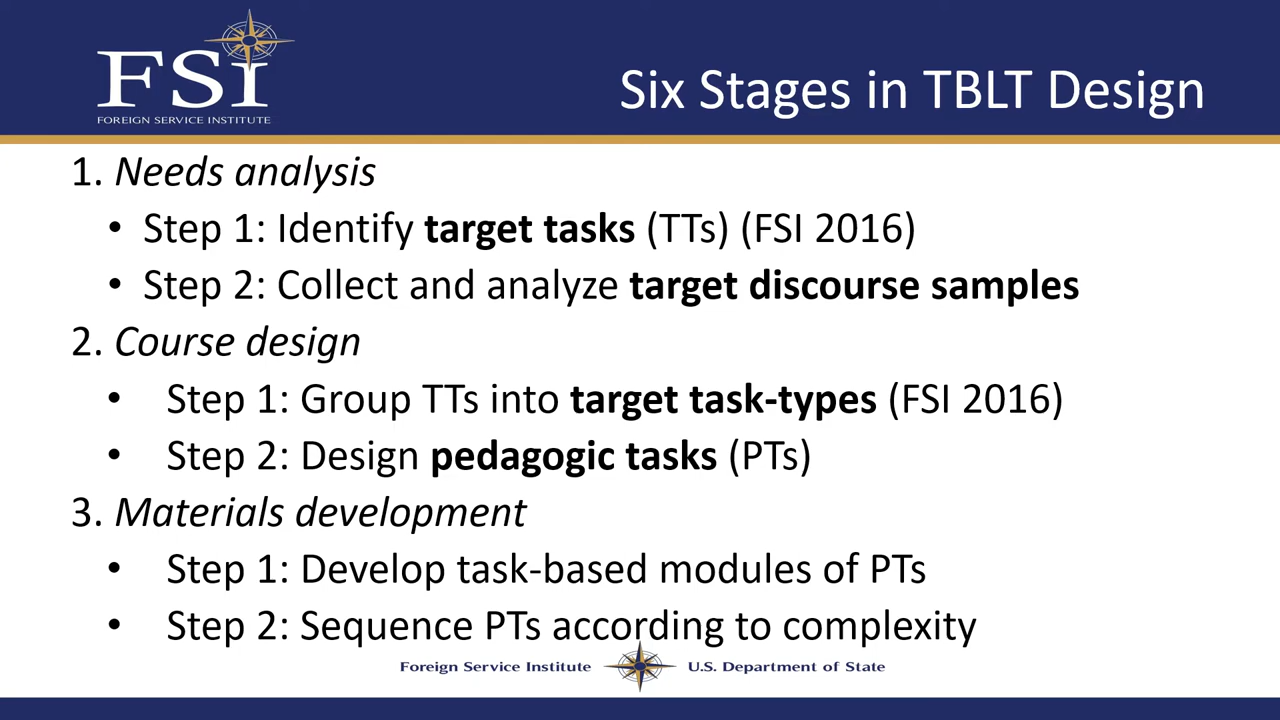 FSI
FOREIGN SERVICE INSTITUTE
Six Stages in TBLT Design
1. Needs analysis
• Step 1: Identify target tasks (TTs) (FSI 2016)
• Step 2: Collect and analyze target discourse samples
2. Course design
• Step 1: Group TTs into target task-types (FSI 2016)
• Step 2: Design pedagogic tasks (PTs)
3. Materials development
• Step 1: Develop task-based modules of PTs
• Step 2: Sequence PTs according to complexity
Foreign Service Institute U.S. Department of State